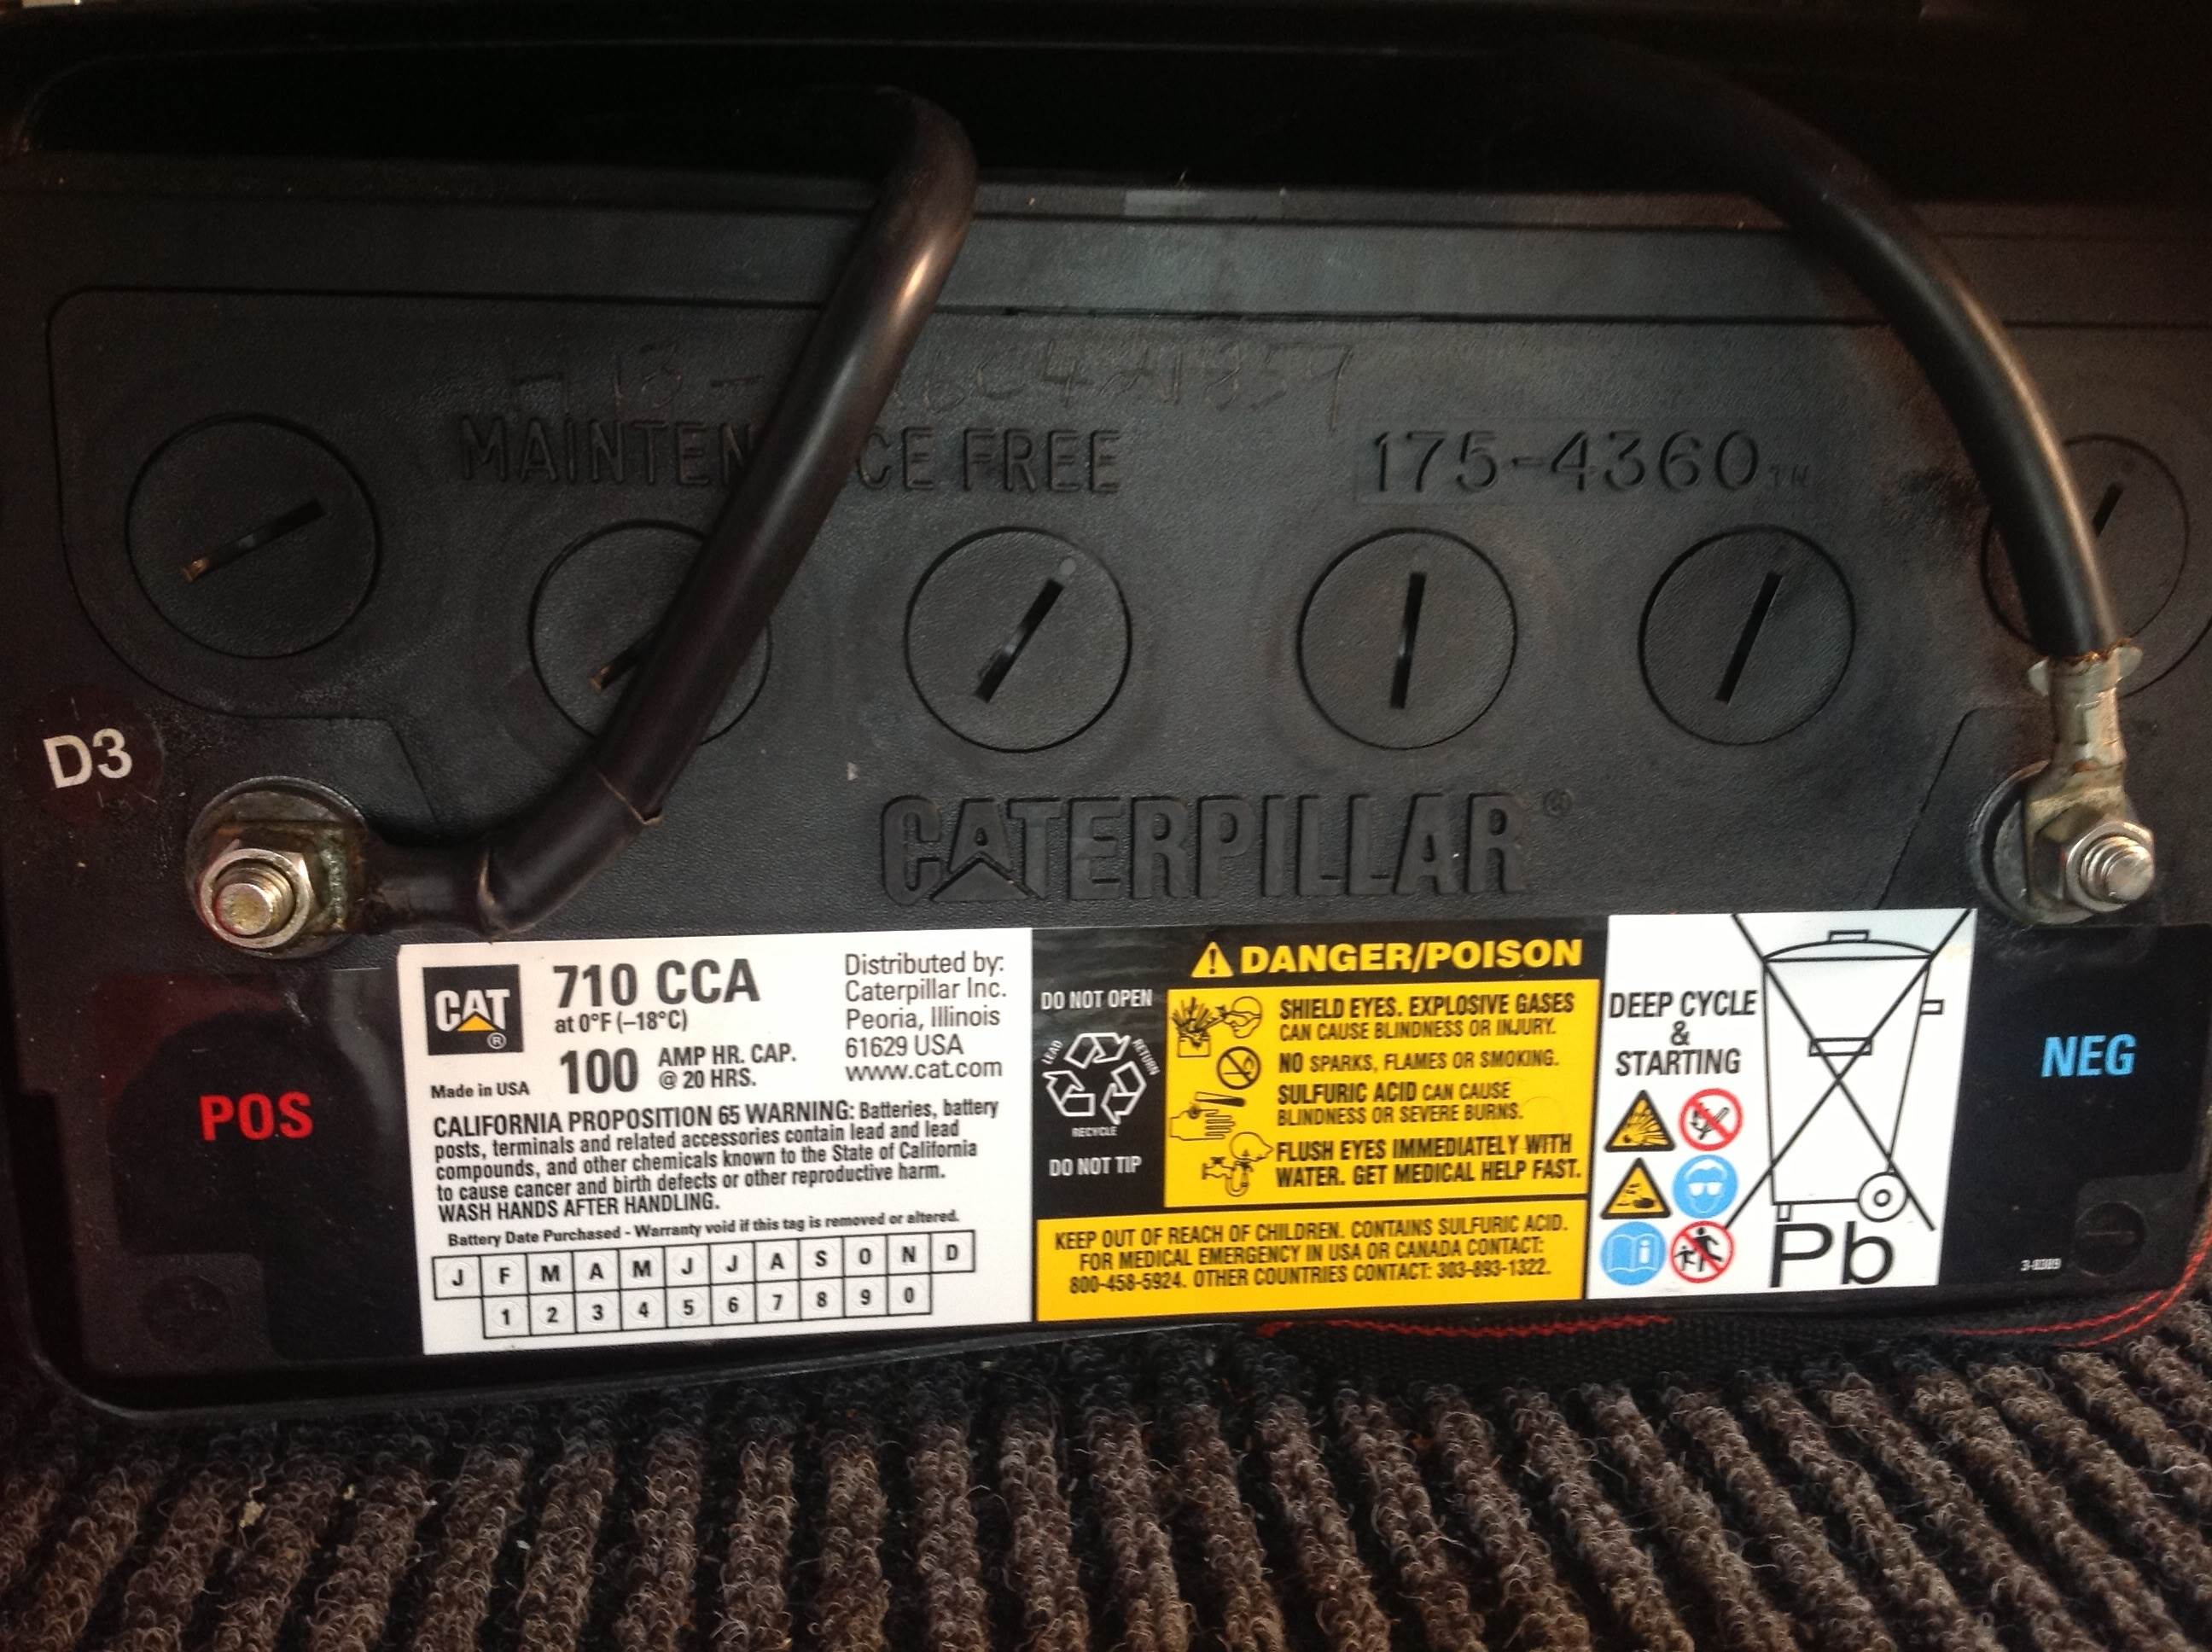 MAINTEN CE FREE
175-4360
D3
CATERPILLAR®
POS
CAT®
Made in USA
710 CCA
at 0°F (–18°C)
100 AMP HR. CAP.
@ 20 HRS.
Distributed by:
Caterpillar Inc.
Peoria, Illinois
61629 USA
www.cat.com
CALIFORNIA PROPOSITION 65 WARNING: Batteries, battery
posts, terminals and related accessories contain lead and lead
compounds, and other chemicals known to the State of California
to cause cancer and birth defects or other reproductive harm.
WASH HANDS AFTER HANDLING.
Battery Date Purchased - Warranty void if this tag is removed or altered.
J F M A M J J A S O N D
1 2 3 4 5 6 7 8 9 0
DO NOT OPEN
LEAD
RETURN
RECYCLE
DO NOT TIP
DANGER/POISON
SHIELD EYES. EXPLOSIVE GASES
CAN CAUSE BLINDNESS OR INJURY.
NO SPARKS, FLAMES OR SMOKING.
SULFURIC ACID CAN CAUSE
BLINDNESS OR SEVERE BURNS.
FLUSH EYES IMMEDIATELY WITH
WATER. GET MEDICAL HELP FAST.
KEEP OUT OF REACH OF CHILDREN. CONTAINS SULFURIC ACID.
FOR MEDICAL EMERGENCY IN USA OR CANADA CONTACT:
800-458-5924. OTHER COUNTRIES CONTACT: 303-893-1322.
DEEP CYCLE
&
STARTING
Pb
NEG